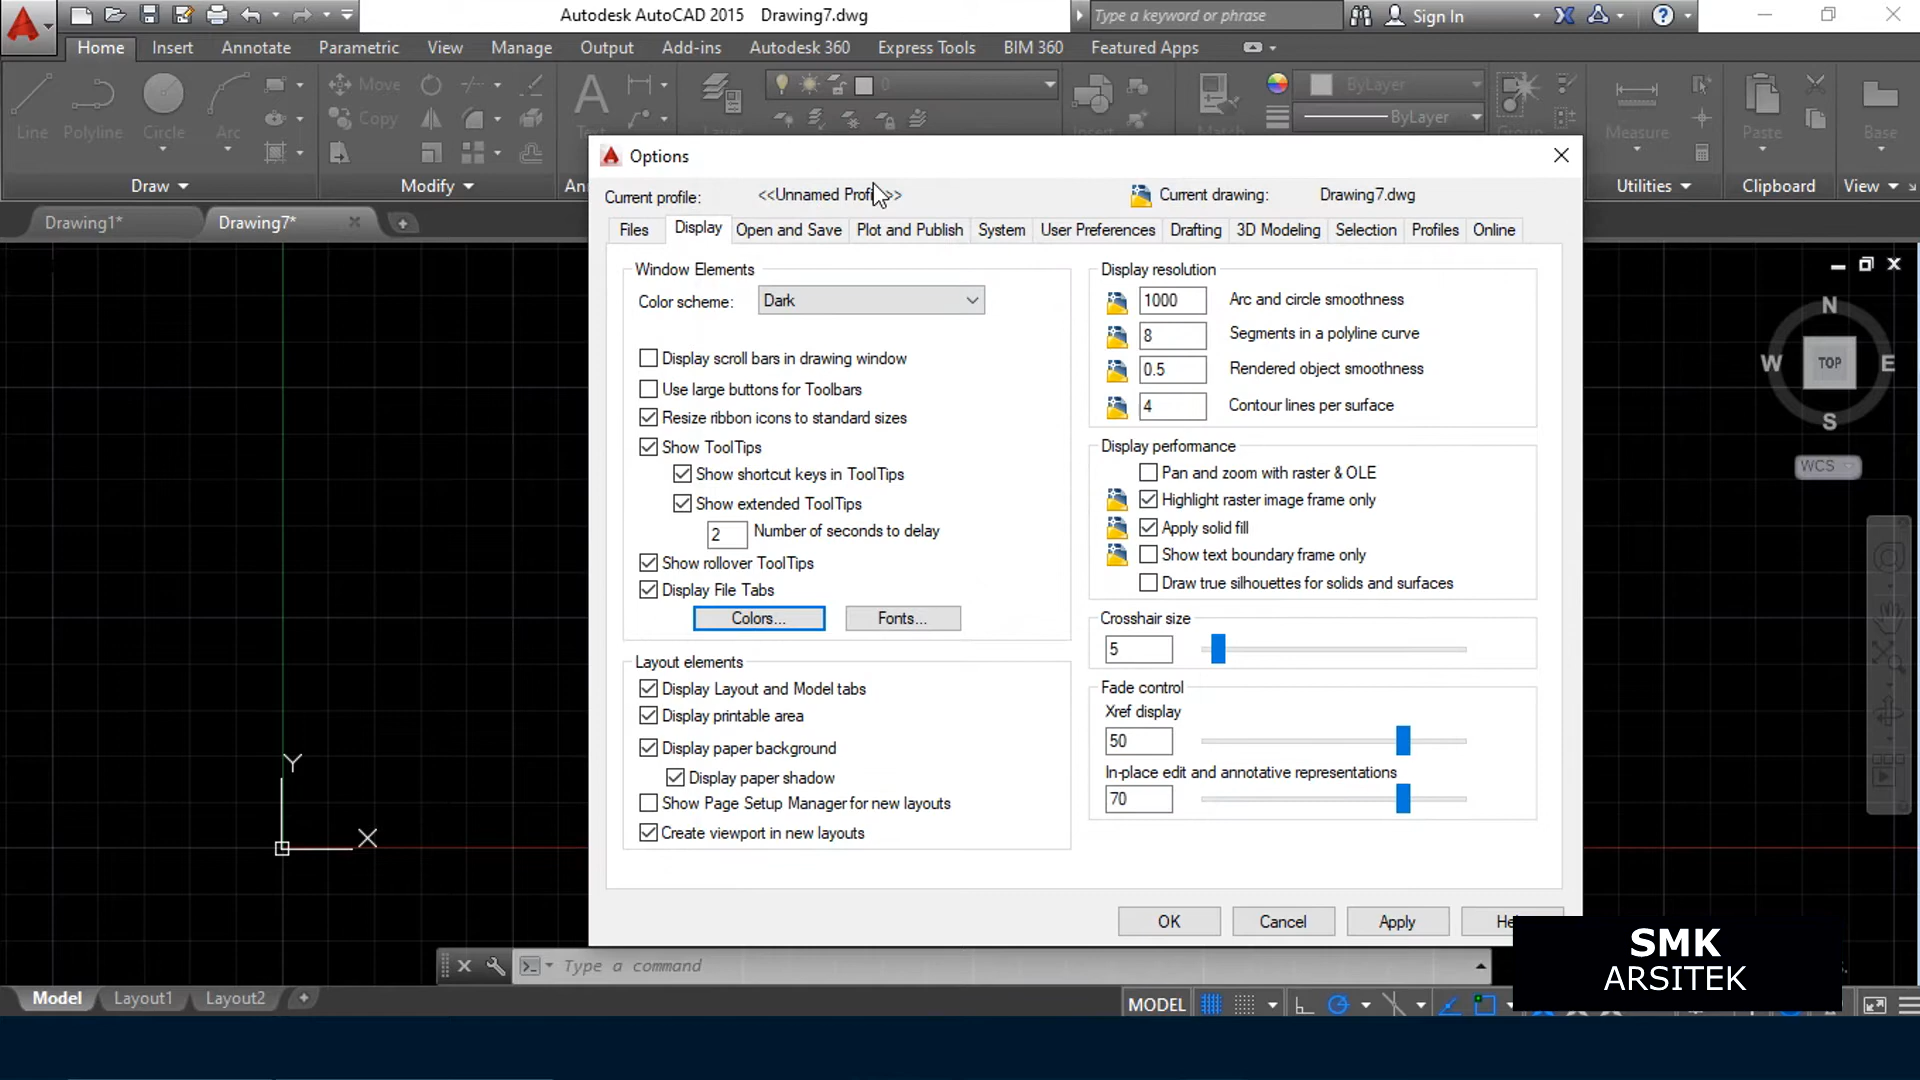 Autodesk AutoCAD 2015 Drawing7.dwg
Type a keyword or phrase
Sign In
Home Insert Annotate Parametric View Manage Output Add-ins Autodesk 360 Express Tools BIM 360 Featured Apps
Line Polyline Circle Arc
Move
Copy
0
ByLayer
ByLayer
Measure
Paste
Base
Draw
Modify
Utilities
Clipboard
View
Drawing1*
Drawing7*
Options
Current profile:
Current drawing:
Drawing7.dwg
Files Display Open and Save Plot and Publish System User Preferences Drafting 3D Modeling Selection Profiles Online
Window Elements
Color scheme: Dark
Display scroll bars in drawing window
Use large buttons for Toolbars
Resize ribbon icons to standard sizes
Show ToolTips
Show shortcut keys in ToolTips
Show extended ToolTips
2 Number of seconds to delay
Show rollover ToolTips
Display File Tabs
Colors... Fonts...
Layout elements
Display Layout and Model tabs
Display printable area
Display paper background
Display paper shadow
Show Page Setup Manager for new layouts
Create viewport in new layouts
Display resolution
1000 Arc and circle smoothness
8 Segments in a polyline curve
0.5 Rendered object smoothness
4 Contour lines per surface
Display performance
Pan and zoom with raster & OLE
Highlight raster image frame only
Apply solid fill
Show text boundary frame only
Draw true silhouettes for solids and surfaces
Crosshair size
5
Fade control
Xref display
50
In-place edit and annotative representations
70
OK Cancel Apply
N
W TOP E
S
WCS
Y
X
Type a command
Model Layout1 Layout2
MODEL
SMK
ARSITEK